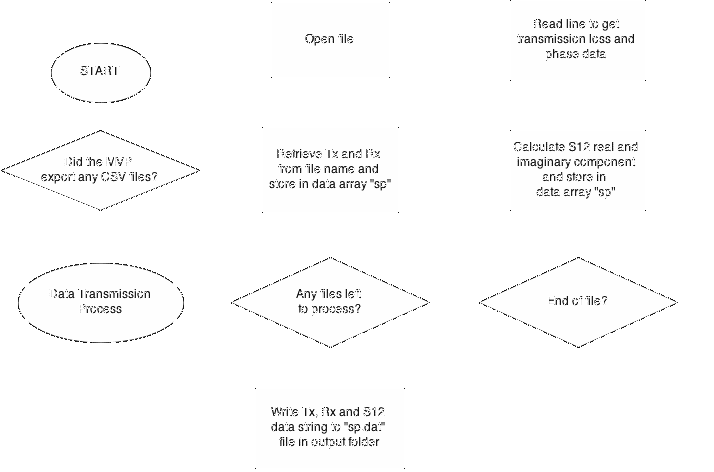 START
Did the MMP
export any CSV files?
Data Transmission
Process
Open file
Retrieve Tx and Rx
from file name and
store in data array "sp"
Any files left
to process?
Write Tx, Rx and S12
data string to "sp.dat"
file in output folder
Read line to get
transmission loss and
phase data
Calculate S12 real and
imaginary component
and store in
data array "sp"
End of file?